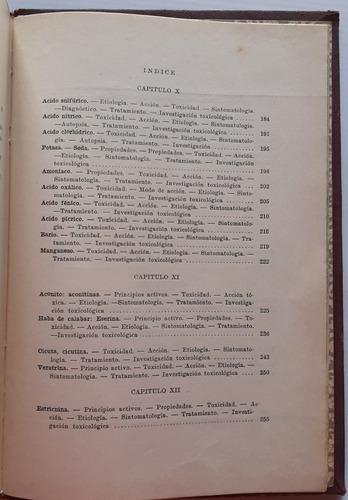 INDICE
CAPITULO X
Acido sulfúrico. — Etiología. — Acción. — Toxicidad. — Sintomatología.
—Diagnóstico. — Tratamiento. — Investigación toxicológica ...... 184
Acido nítrico. — Toxicidad. — Acción. — Etiología. — Sintomatología. —
Autopsia. — Tratamiento. — Investigación toxicológica ...... 191
Acido clorhídrico. — Toxicidad. — Acción. — Etiología. — Sintomatolo-
gía. — Autopsia. — Tratamiento. — Investigación ...... 195
Potasa. — Soda. — Propiedades. — Propiedades. — Toxicidad. — Acción.
—Etiología. — Sintomatología. — Tratamiento. — Investigación
toxicológica ...... 198
Amoníaco. — Propiedades. — Toxicidad. — Acción. — Etiología. —
Sintomatología. — Tratamiento. — Investigación toxicológica .... 202
Acido oxálico. — Toxicidad. — Modo de acción. — Etiología. — Sinto-
matología. — Tratamiento. — Investigación toxicológica ...... 205
Acido fénico. — Toxicidad. — Acción. — Etiología. — Sintomatología.
—Tratamiento. — Investigación toxicológica ...... 210
Acido pícrico. — Toxicidad. — Acción. — Etiología. — Sintomatolo-
gía. — Tratamiento. — Investigación toxicológica ...... 216
Bario. — Toxicidad. — Acción. — Etiología. — Sintomatología. — Tra-
tamiento. — Investigación toxicológica ...... 219
Manganeso. — Toxicidad. — Acción. — Etiología. — Sintomatología. —
Tratamiento. — Investigación toxicológica ...... 222
CAPITULO XI
Aconito: aconitinas. — Principios activos. — Toxicidad. — Acción tó-
xica. — Etiología. —Sintomatología. — Tratamiento. — Investiga-
ción toxicológica ...... 225
Haba de calabar: Eserina. — Principio activo. — Propiedades. — To-
xicidad. — Acción. — Etiología. — Sintomatología. — Tratamiento.
—Investigación toxicológica ...... 236
Cicuta, cicutina. — Toxicidad. — Acción. — Etiología. — Sintomato-
logía. — Tratamiento. — Investigación toxicológica ...... 243
Veratrina. — Principio activo. — Toxicidad. — Acción. — Etiología. —
Sintomatología. — Tratamiento. — Investigación toxicológica .... 250
CAPITULO XII
Estricnina. — Principios activos. — Propiedades. — Toxicidad. — Ac-
ción. — Etiología. — Sintomatología. — Tratamiento. — Investi-
gación toxicológica ...... 255